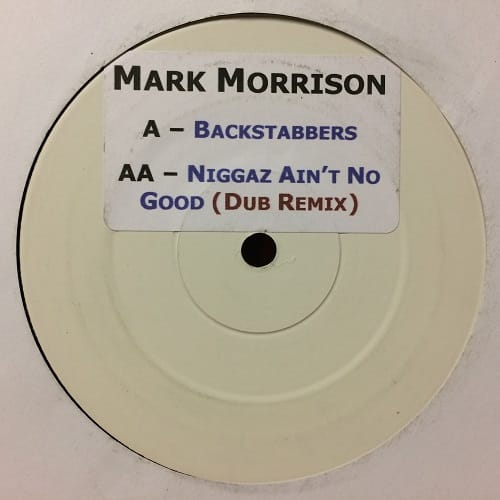 MARK MORRISON
A – BACKSTABBERS
AA – NIGGAZ AIN'T NO
GOOD (DUB REMIX)